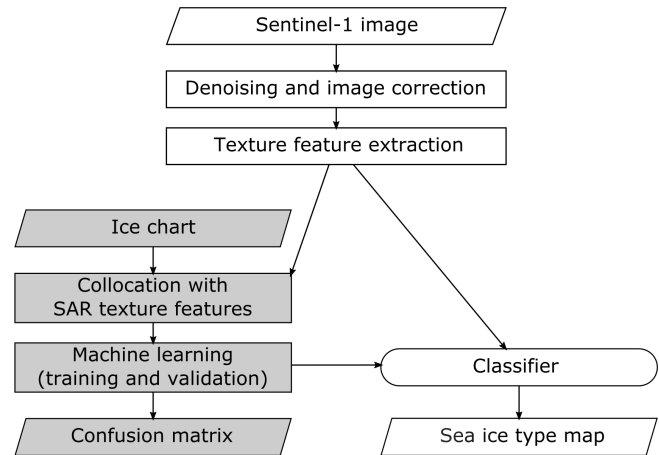 Sentinel-1 image
Denoising and image correction
Texture feature extraction
Ice chart
Collocation with
SAR texture features
Machine learning
(training and validation)
Classifier
Confusion matrix
Sea ice type map